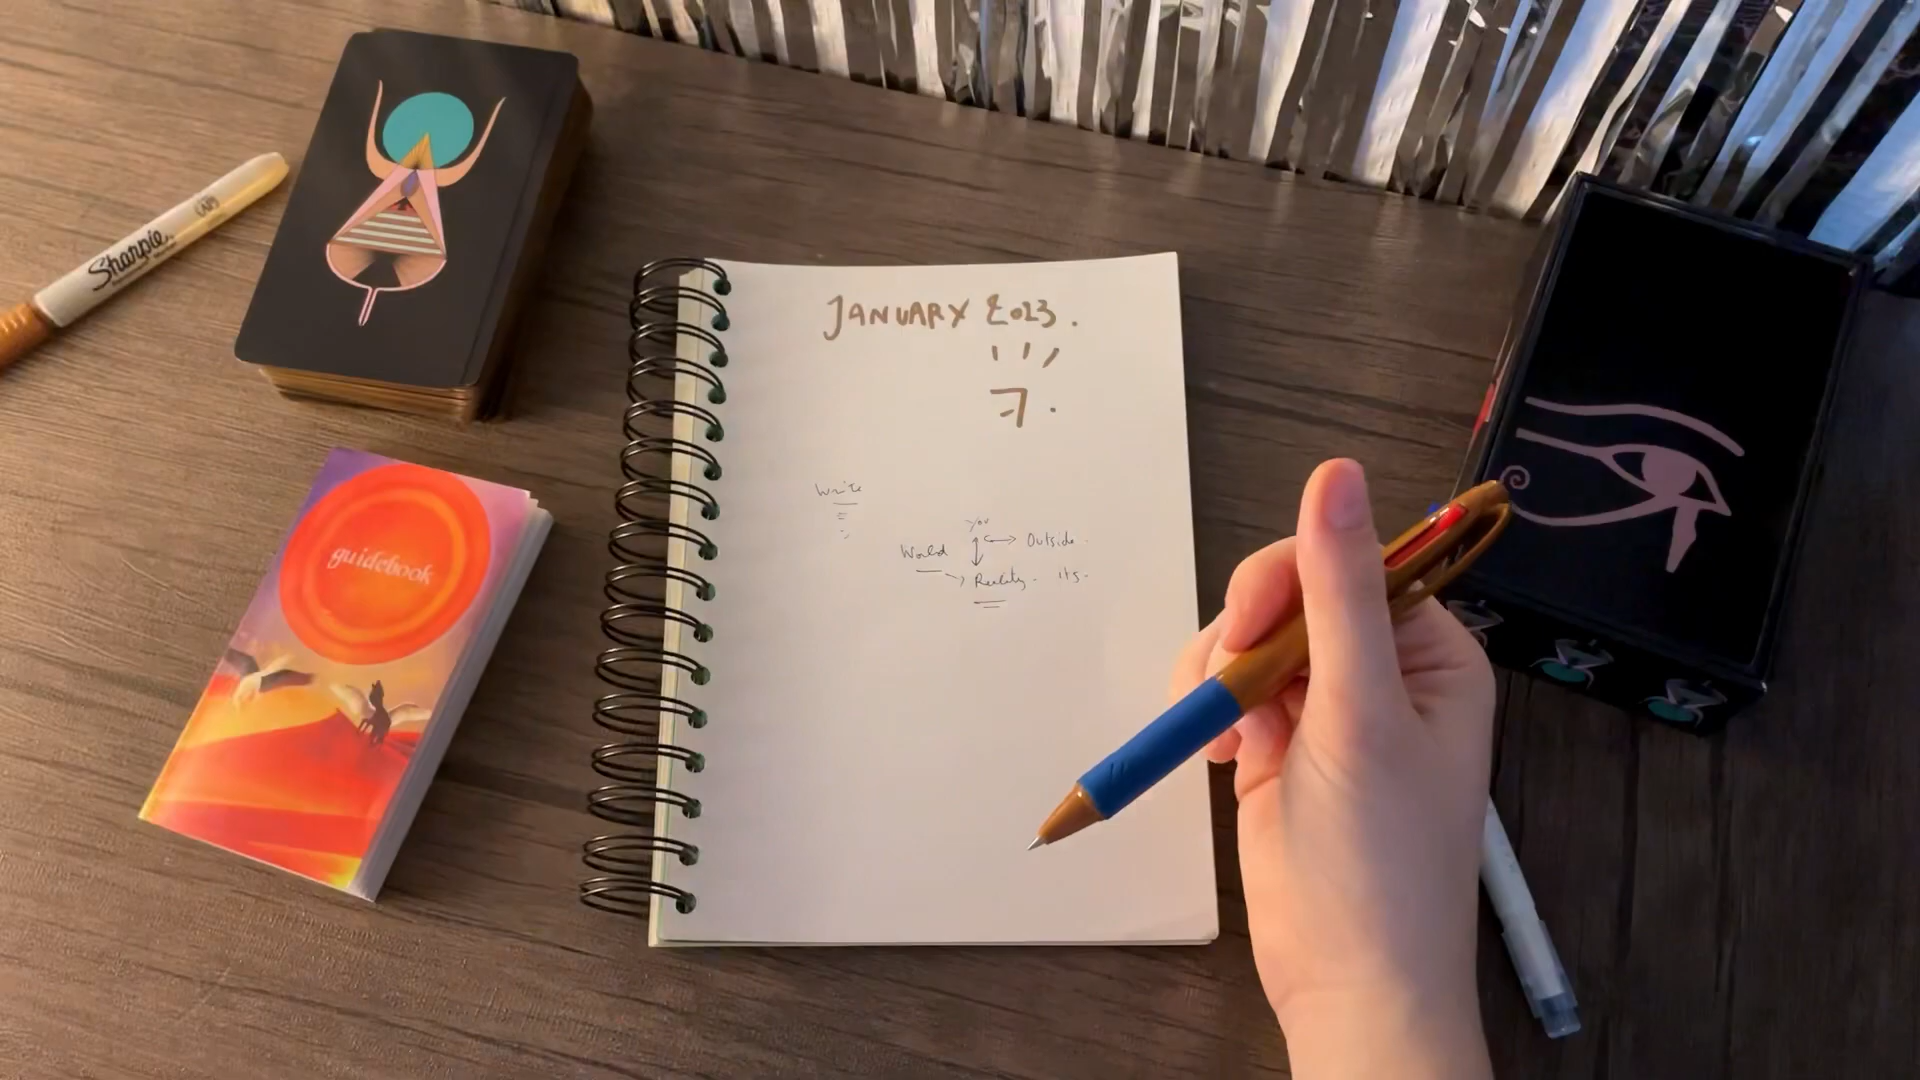 JANUARY 2023.
7.
Write
You
World
Outside.
Reality. its.
guidebook
Sharpie